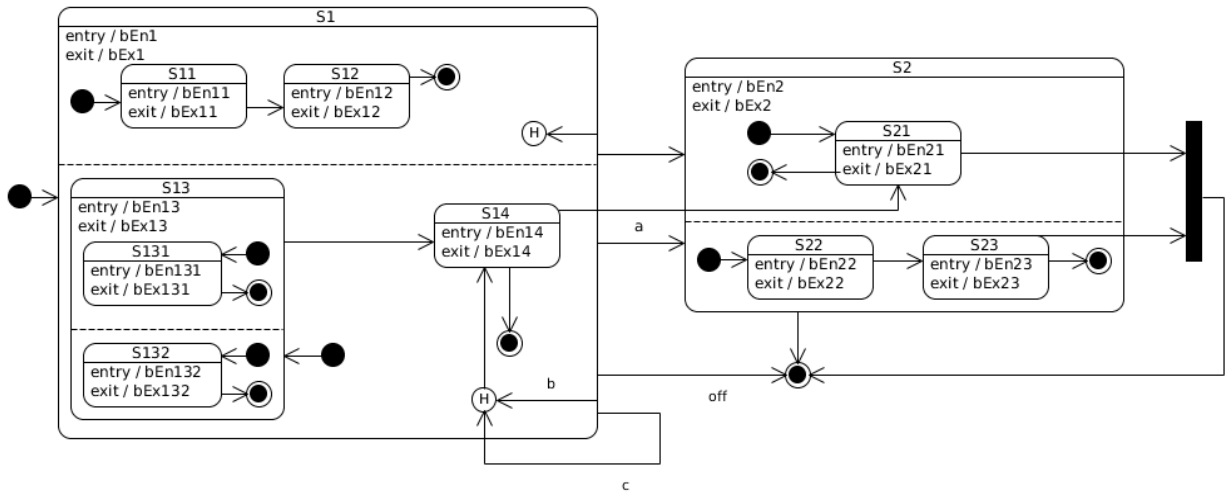 S1
entry / bEn1
exit / bEx1
S11
entry / bEn11
exit / bEx11
S12
entry / bEn12
exit / bEx12
H
S13
entry / bEn13
exit / bEx13
S131
entry / bEn131
exit / bEx131
S132
entry / bEn132
exit / bEx132
S14
entry / bEn14
exit / bEx14
H
b
c
a
off
S2
entry / bEn2
exit / bEx2
S21
entry / bEn21
exit / bEx21
S22
entry / bEn22
exit / bEx22
S23
entry / bEn23
exit / bEx23